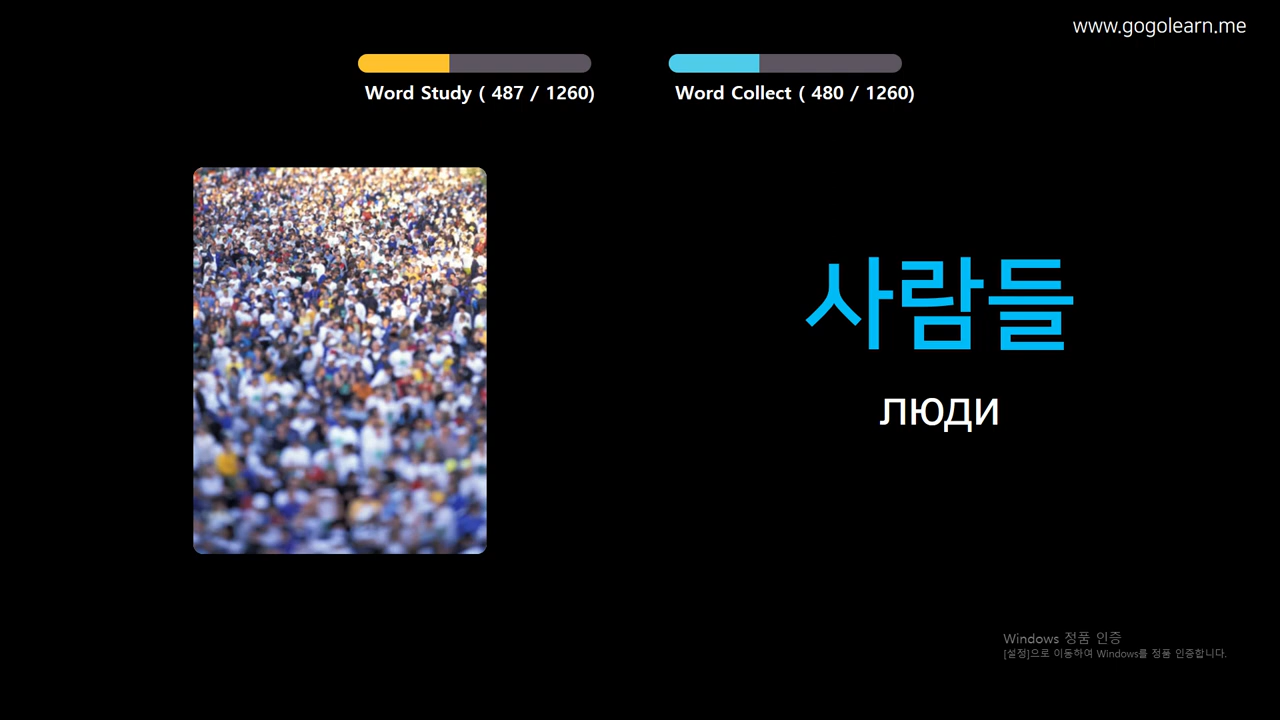 www.gogolearn.me
Word Study ( 487 / 1260)
Word Collect ( 480 / 1260)
사람들
люди
Windows 정품 인증
[설정]으로 이동하여 Windows를 정품 인증합니다.